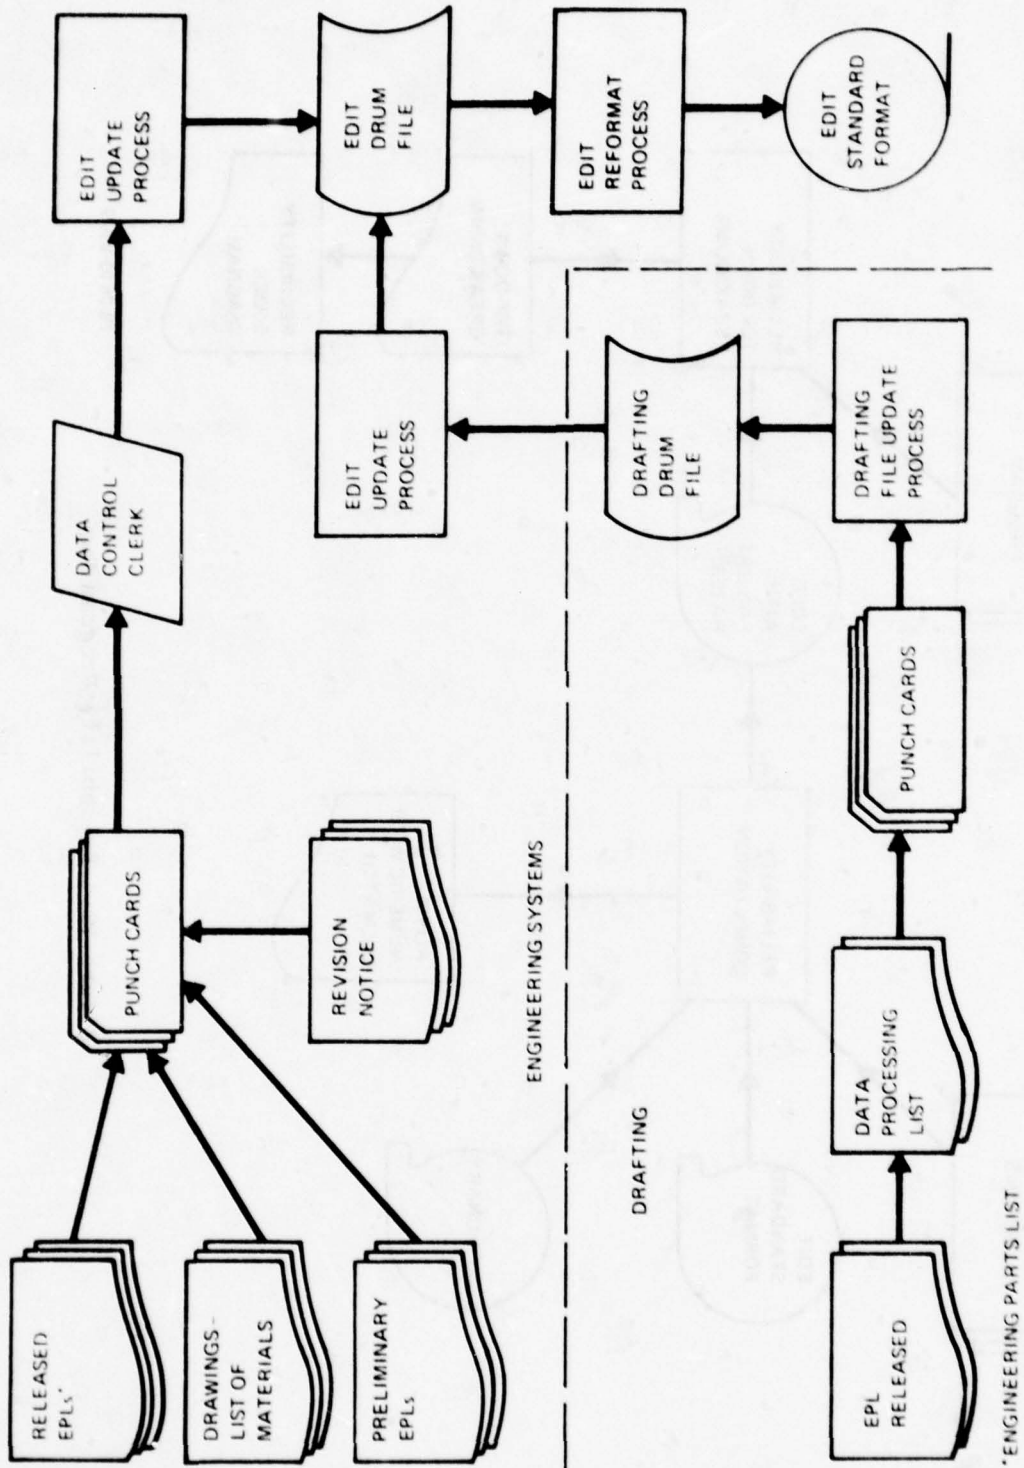 RELEASED
EPLs*
DRAWINGS-
LIST OF
MATERIALS
PRELIMINARY
EPLs
PUNCH CARDS
REVISION
NOTICE
DATA
CONTROL
CLERK
EDIT
UPDATE
PROCESS
EDIT
UPDATE
PROCESS
EDIT
DRUM
FILE
EDIT
REFORMAT
PROCESS
EDIT
STANDARD
FORMAT
ENGINEERING SYSTEMS
DRAFTING
EPL
RELEASED
DATA
PROCESSING
LIST
PUNCH CARDS
DRAFTING
FILE UPDATE
PROCESS
DRAFTING
DRUM
FILE
*ENGINEERING PARTS LIST